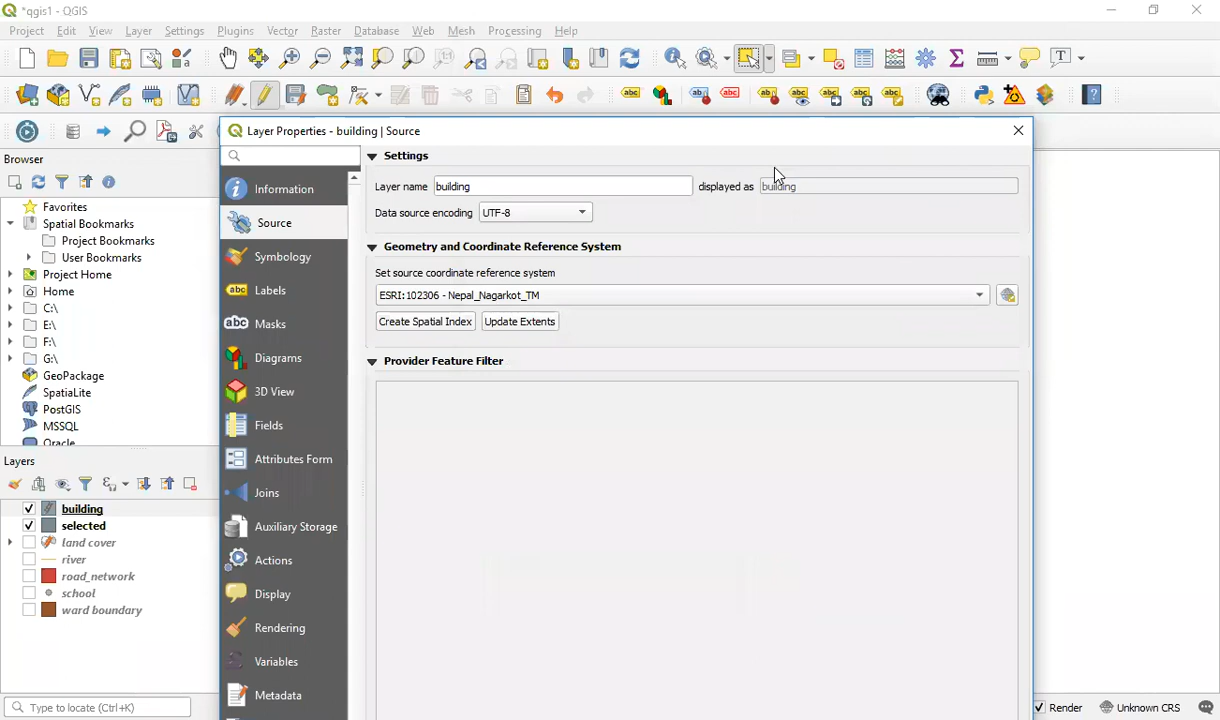 *qgis1 - QGIS
Project Edit View Layer Settings Plugins Vector Raster Database Web Mesh Processing Help
Browser
Favorites
Spatial Bookmarks
Project Bookmarks
User Bookmarks
Project Home
Home
C:\
E:\
F:\
G:\
GeoPackage
SpatiaLite
PostGIS
MSSQL
Oracle
Layers
building
selected
land cover
river
road_network
school
ward boundary
Type to locate (Ctrl+K)
Layer Properties - building | Source
Information
Source
Symbology
abc Labels
abc Masks
Diagrams
3D View
Fields
Attributes Form
Joins
Auxiliary Storage
Actions
Display
Rendering
Variables
Metadata
Settings
Layer name building displayed as building
Data source encoding UTF-8
Geometry and Coordinate Reference System
Set source coordinate reference system
ESRI:102306 - Nepal_Nagarkot_TM
Create Spatial Index Update Extents
Provider Feature Filter
Render Unknown CRS